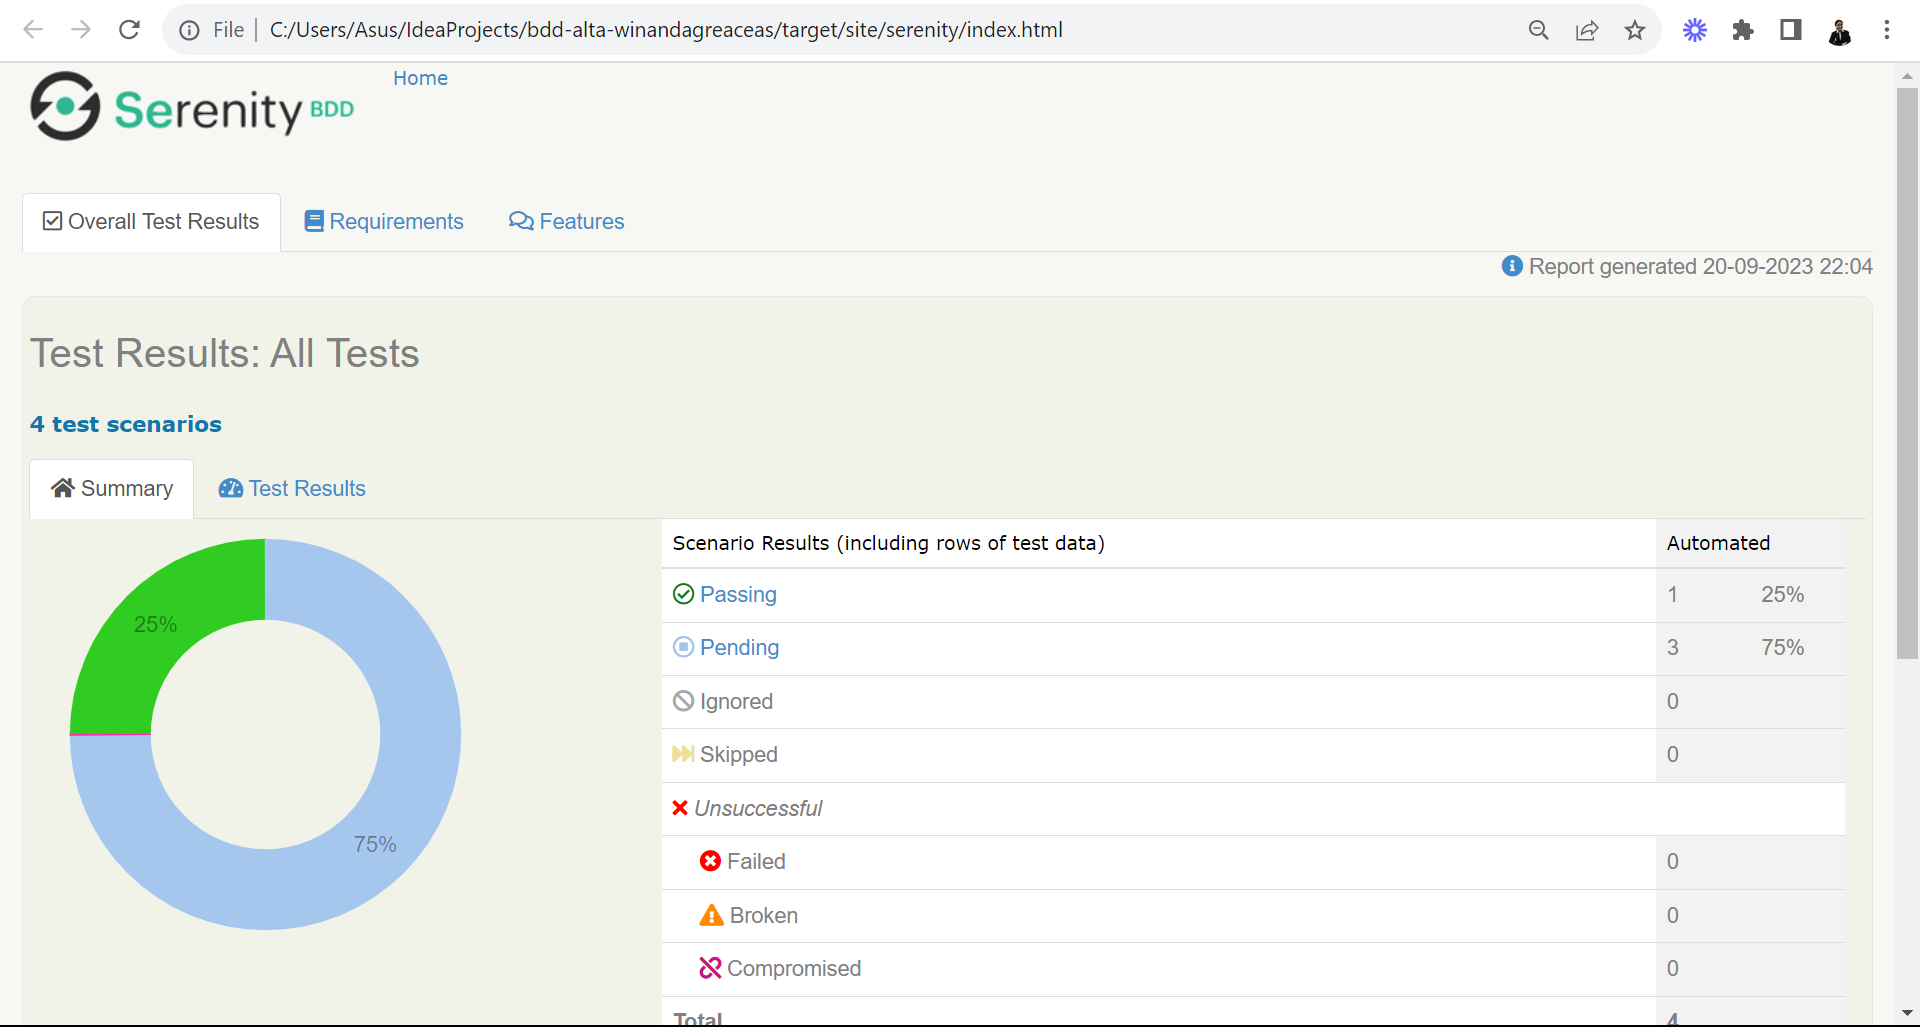 File C:/Users/Asus/IdeaProjects/bdd-alta-winandagreaceas/target/site/serenity/index.html
Serenity BDD
Home
Overall Test Results Requirements Features
Report generated 20-09-2023 22:04
Test Results: All Tests
4 test scenarios
Summary Test Results
25%
75%
Scenario Results (including rows of test data) Automated
Passing 1 25%
Pending 3 75%
Ignored 0
Skipped 0
Unsuccessful
Failed 0
Broken 0
Compromised 0
Total 4